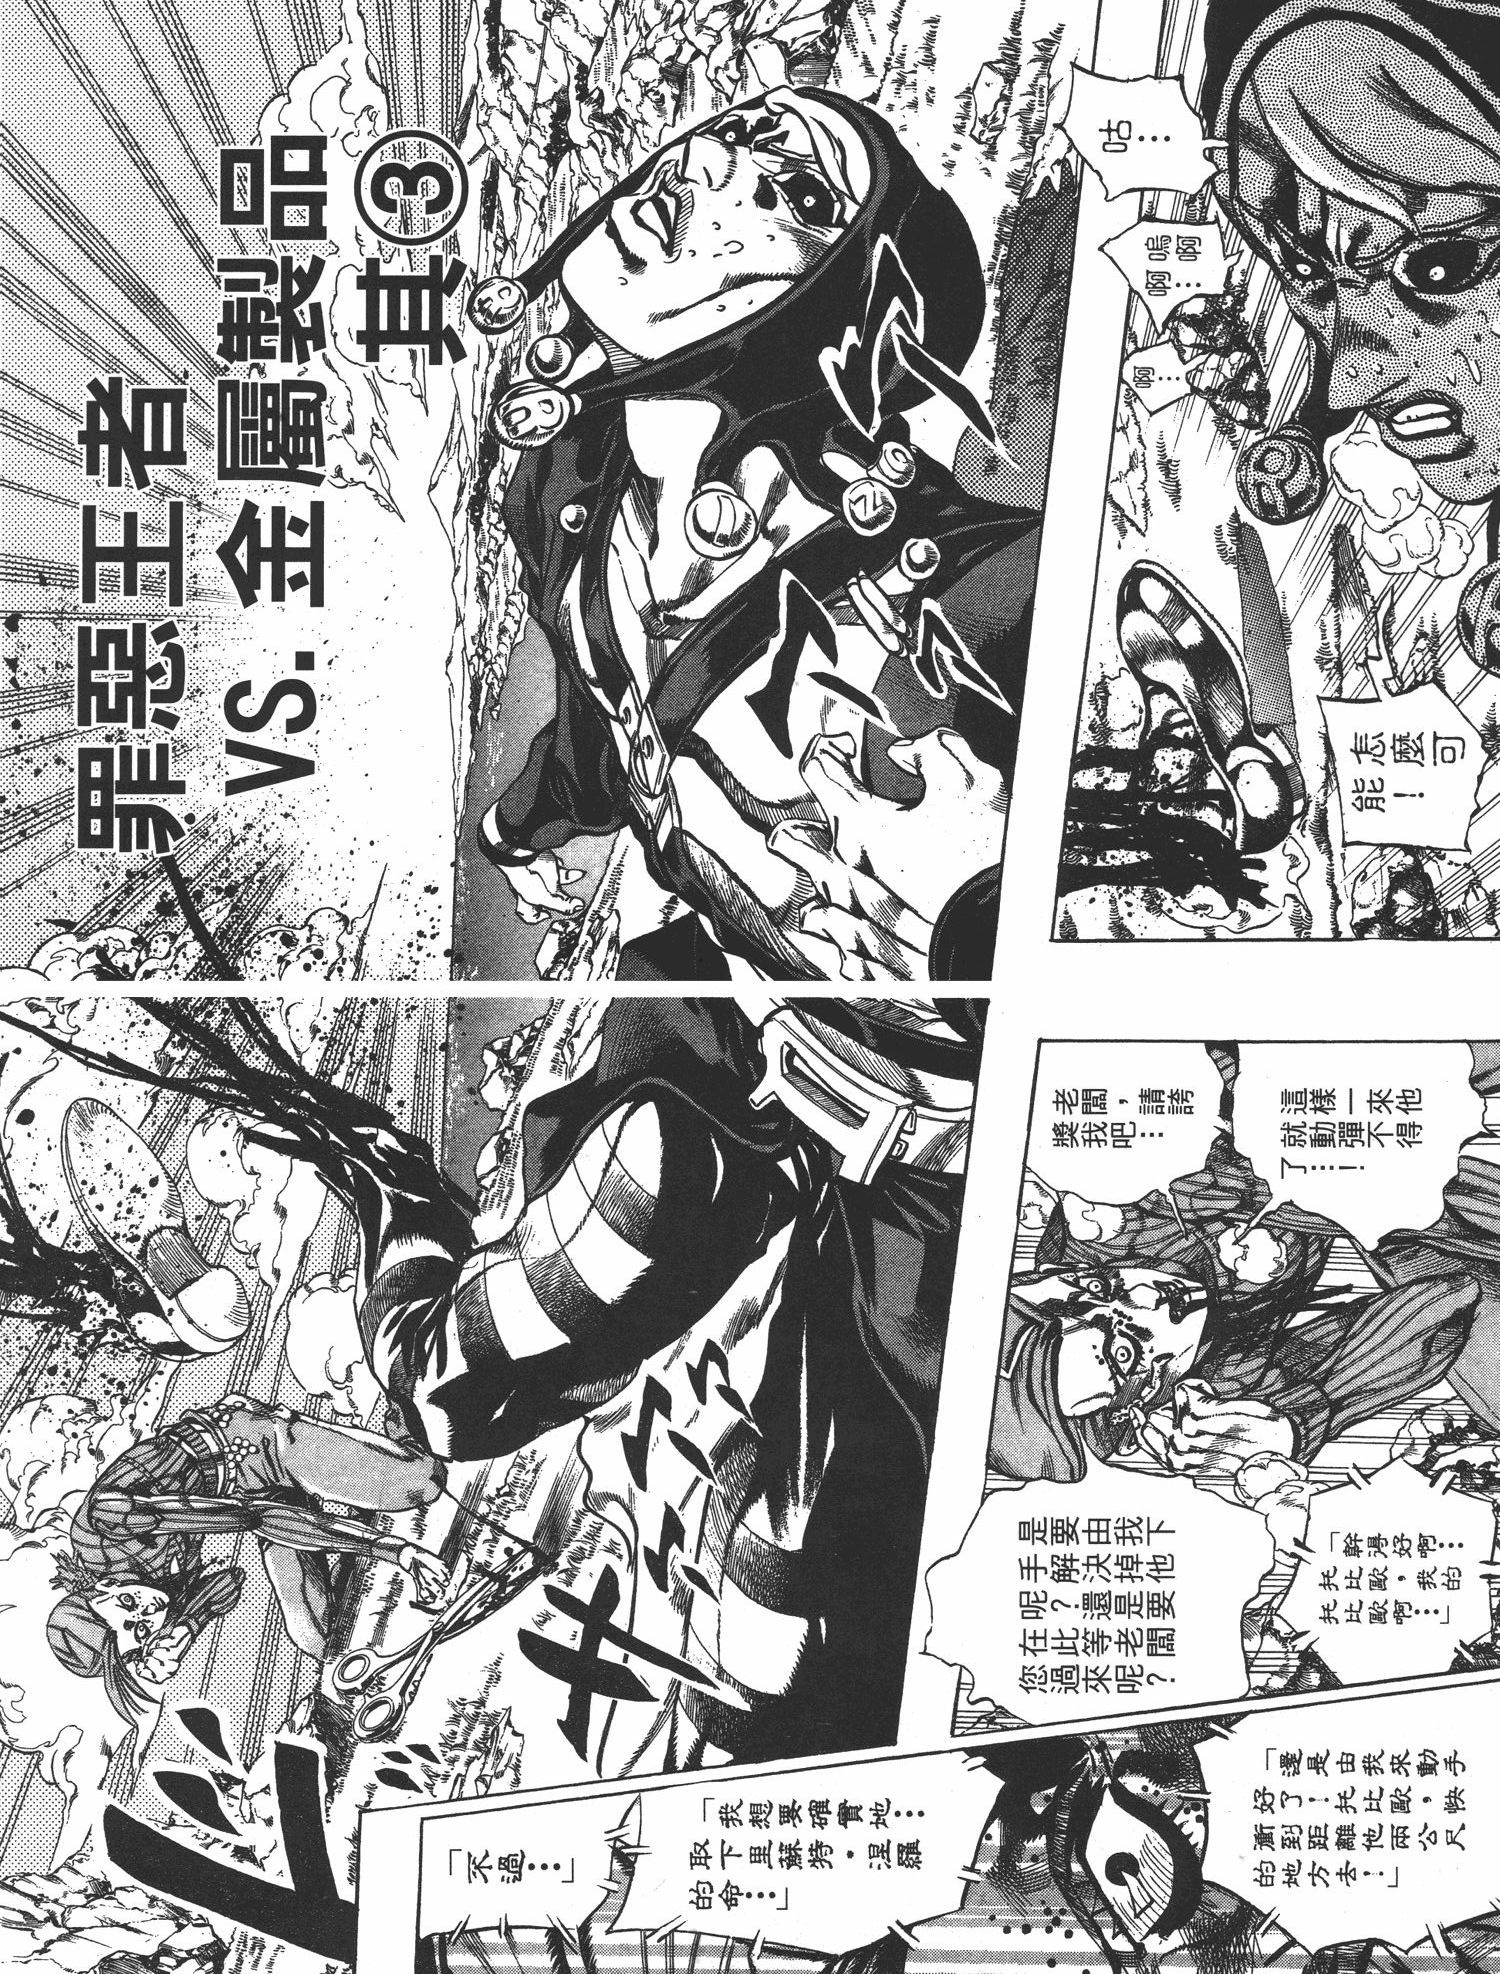 罪惡王者
VS. 金屬製品
其③
咕…
嗚啊
啊…
啊…
怎麼可
能！
老闆，請誇
獎我吧…
這樣一來他
就動彈不得
了…！
是要由我下
手解決掉他
呢？還是要
在此等老闆
您過來呢？
「幹得好啊…
托比歐，我的
托比歐啊…」
「不過…」
「我想要確實地…
取下里蘇特・涅羅
的命…」
「還是由我來動手
好了！托比歐，快
衝到距離他兩公尺
的地方去！」